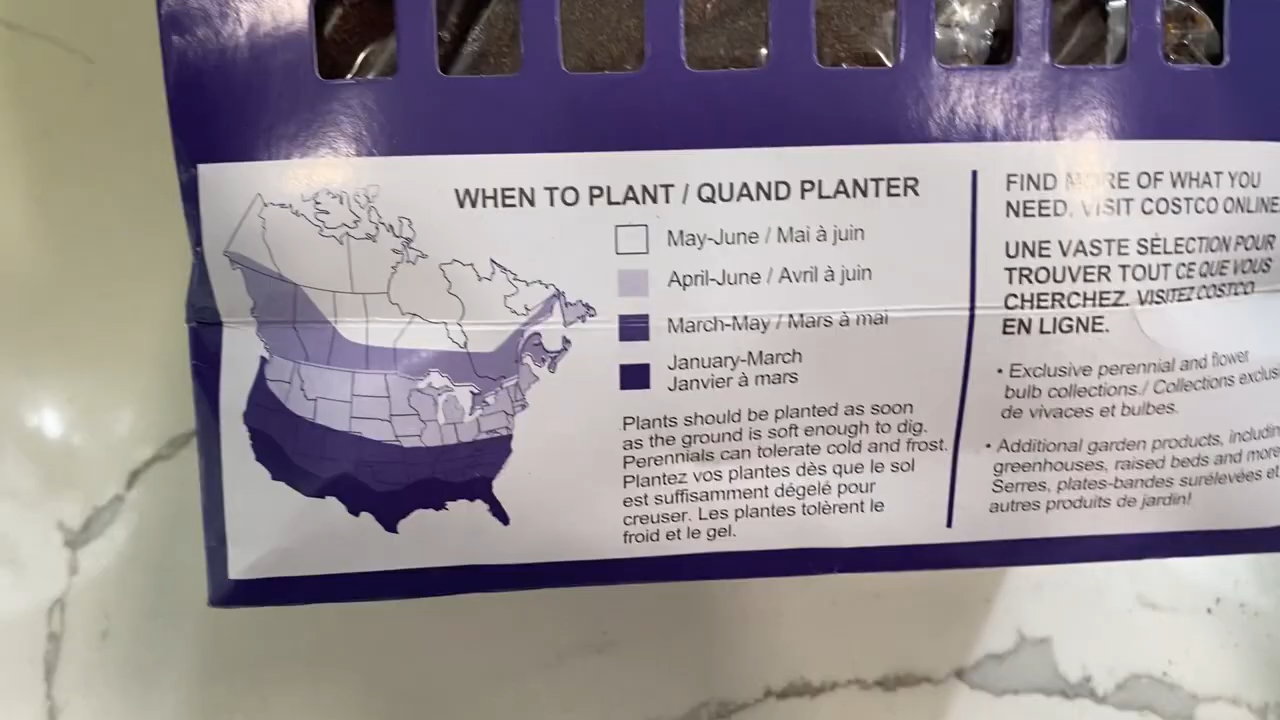 WHEN TO PLANT / QUAND PLANTER
May-June / Mai à juin
April-June / Avril à juin
March-May / Mars à mai
January-March
Janvier à mars
Plants should be planted as soon
as the ground is soft enough to dig.
Perennials can tolerate cold and frost.
Plantez vos plantes dès que le sol
est suffisamment dégelé pour
creuser. Les plantes tolèrent le
froid et le gel.
FIND MORE OF WHAT YOU
NEED. VISIT COSTCO ONLINE
UNE VASTE SÉLECTION POUR
TROUVER TOUT CE QUE VOUS
CHERCHEZ. VISITEZ COSTCO
EN LIGNE.
• Exclusive perennial and flower
bulb collections./ Collections
de vivaces et bulbes.
• Additional garden products,
greenhouses, raised beds and more
Serres, plates-bandes surélevées et
autres produits de jardin!